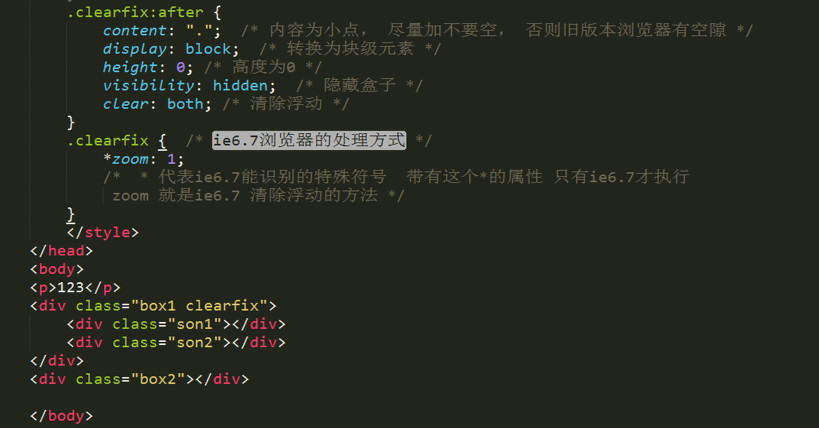 .clearfix:after {
content: ".";  /* 内容为小点， 尽量加不要空， 否则旧版本浏览器有空隙 */
display: block;  /* 转换为块级元素 */
height: 0; /* 高度为0 */
visibility: hidden;  /* 隐藏盒子 */
clear: both; /* 清除浮动 */
}
.clearfix {  /* ie6.7浏览器的处理方式 */
*zoom: 1;
/*  * 代表ie6.7能识别的特殊符号  带有这个*的属性 只有ie6.7才执行
zoom 就是ie6.7 清除浮动的方法 */
}
</style>
</head>
<body>
<p>123</p>
<div class="box1 clearfix">
<div class="son1"></div>
<div class="son2"></div>
</div>
<div class="box2"></div>
</body>